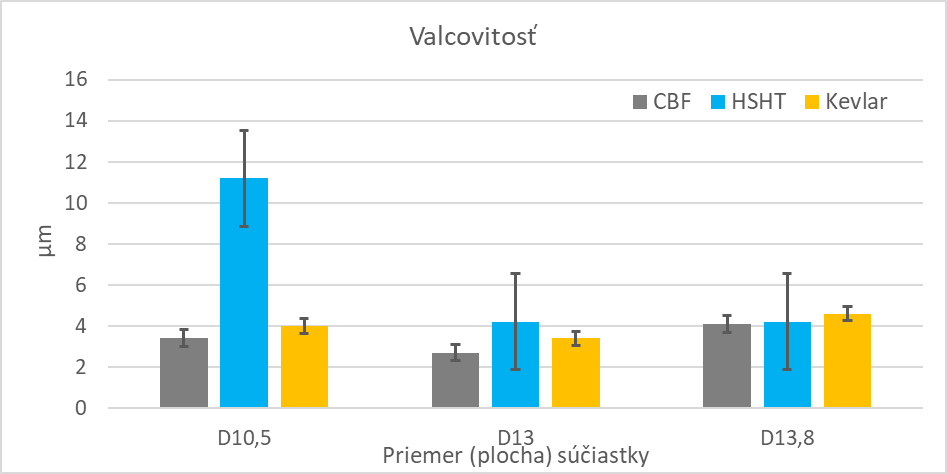 Valcovitosť
16
CBF HSHT Kevlar
14
12
10
8
µm
6
4
2
0
D10,5 D13 D13,8
Priemer (plocha) súčiastky